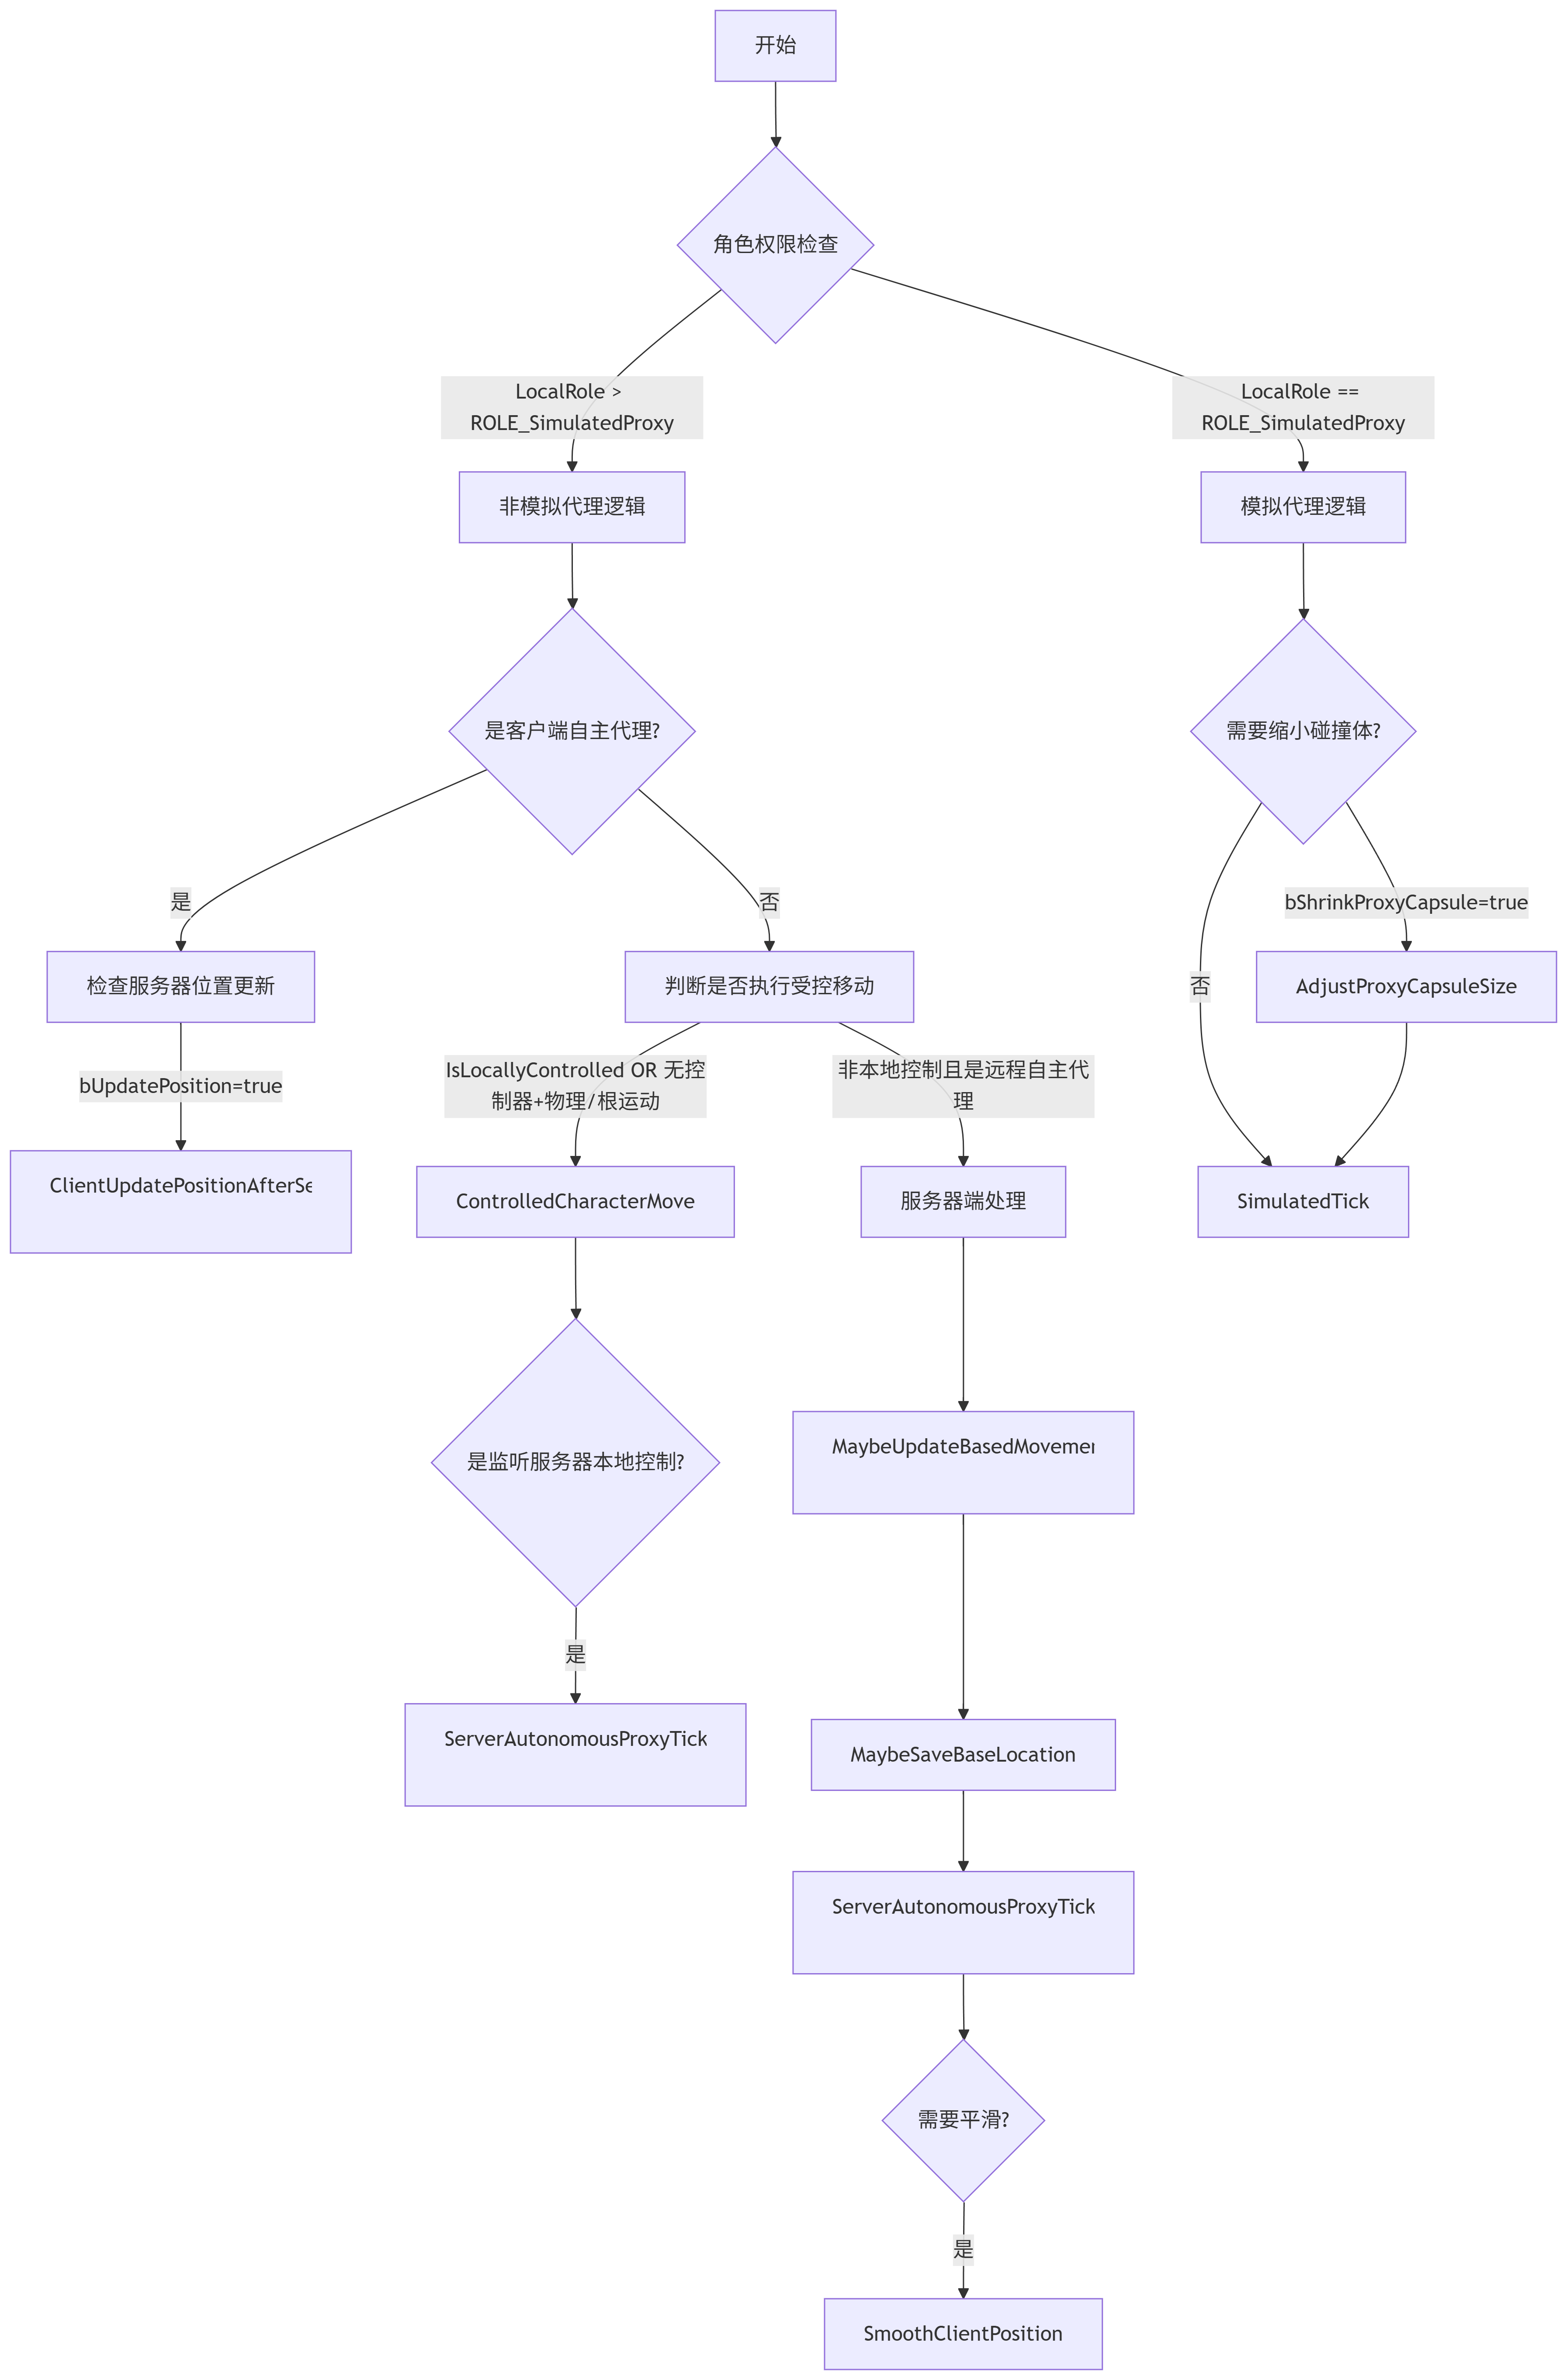 开始
角色权限检查
LocalRole >
ROLE_SimulatedProxy
LocalRole ==
ROLE_SimulatedProxy
非模拟代理逻辑
模拟代理逻辑
是客户端自主代理?
需要缩小碰撞体?
是
否
bShrinkProxyCapsule=true
检查服务器位置更新
判断是否执行受控移动
否
AdjustProxyCapsuleSize
bUpdatePosition=true
IsLocallyControlled OR 无控
制器+物理/根运动
非本地控制且是远程自主代
理
ClientUpdatePositionAfterSe
ControlledCharacterMove
服务器端处理
SimulatedTick
是监听服务器本地控制?
MaybeUpdateBasedMovemen
是
ServerAutonomousProxyTick
MaybeSaveBaseLocation
ServerAutonomousProxyTick
需要平滑?
是
SmoothClientPosition